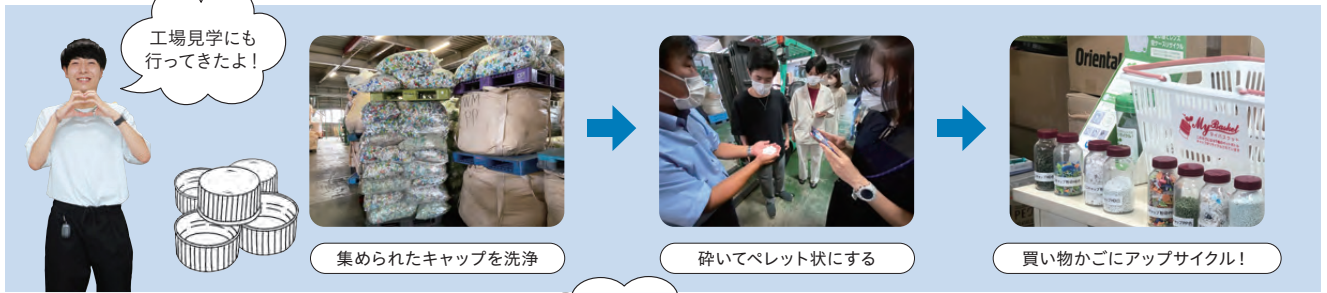 工場見学にも
行ってきたよ！
WM
PP
Oriental
My Basket
集められたキャップを洗浄
砕いてペレット状にする
買い物かごにアップサイクル！